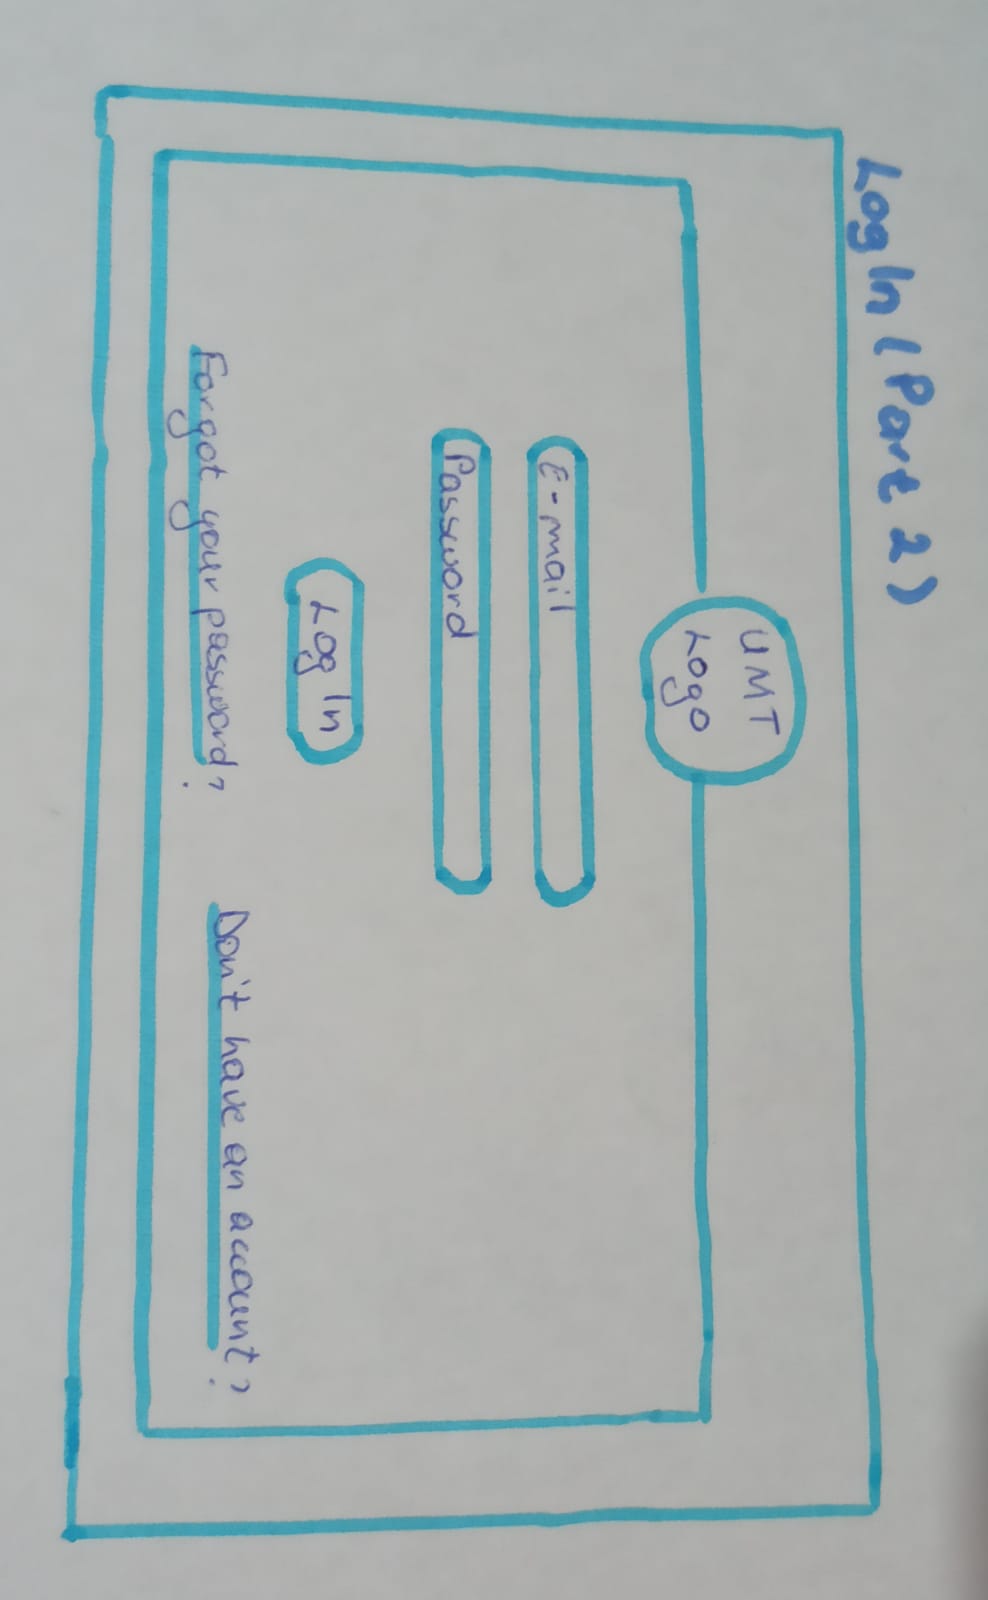 Log In (Part 2)
UMT
Logo
E-mail
Password
Log In
Forgot your password?
Don't have an account?